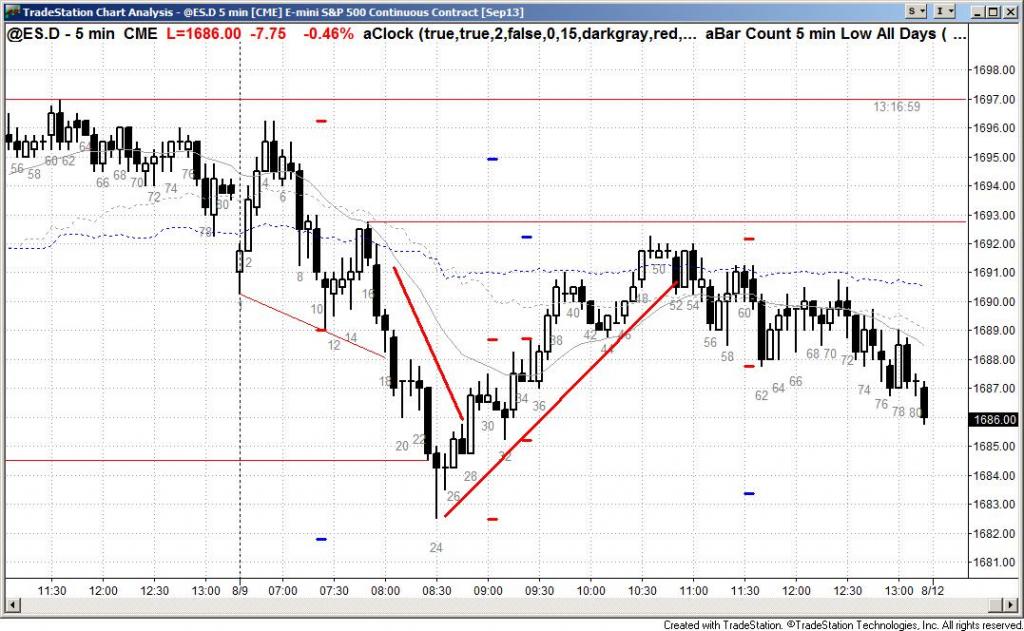 TradeStation Chart Analysis - @ES.D 5 min [CME] E-mini S&P 500 Continuous Contract [Sep13]
S I
@ES.D - 5 min CME L=1686.00 -7.75 -0.46% aClock (true,true,2,false,0,15,darkgray,red,... aBar Count 5 min Low All Days ( ...
1698.00
1697.00
13:16:59
1696.00
1695.00
1694.00
1693.00
1692.00
1691.00
1690.00
1689.00
1688.00
1687.00
1686.00
1685.00
1684.00
1683.00
1682.00
1681.00
56 58 60 62 64 66 68 70 72 74 76 78 80
2 4 6 8 10 12 14 16 18 20 22 24 26 28 30 32 34 36 38 40 42 44 46 48 50 52 54 56 58 60 62 64 66 68 70 72 74 76 78 80
11:30 12:00 12:30 13:00 8/9 07:00 07:30 08:00 08:30 09:00 09:30 10:00 10:30 11:00 11:30 12:00 12:30 13:00 8/12
Created with TradeStation. ©TradeStation Technologies, Inc. All rights reserved.